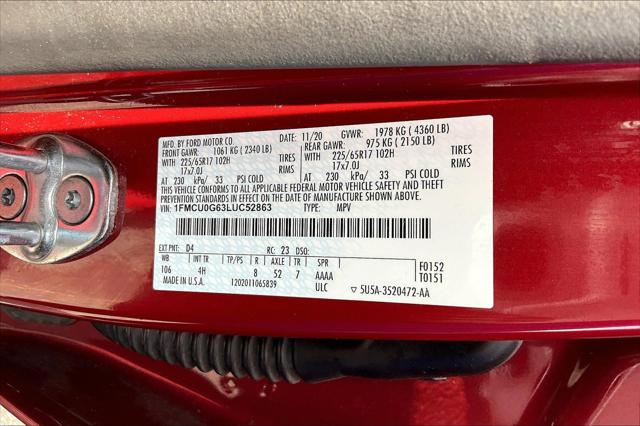 MFD. BY FORD MOTOR CO. DATE: 11/20 GVWR: 1978 KG ( 4360 LB)
FRONT GAWR: 1061 KG ( 2340 LB) REAR GAWR: 975 KG ( 2150 LB)
WITH 225/65R17 102H TIRES WITH 225/65R17 102H TIRES
17x7.0J RIMS 17x7.0J RIMS
AT 230 kPa/ 33 PSI COLD AT 230 kPa/ 33 PSI COLD
THIS VEHICLE CONFORMS TO ALL APPLICABLE FEDERAL MOTOR VEHICLE SAFETY AND THEFT PREVENTION
STANDARDS IN EFFECT ON THE DATE OF MANUFACTURE SHOWN ABOVE.
VIN: 1FMCU0G63LUC52863 TYPE: MPV
EXT PNT: D4 RC: 23 DSO:
WB TP/PS R AXLE TR SPR F0152
106 4H 8 52 7 AAAA T0151
MADE IN U.S.A. 1202011065839 ULC ▽ 5U5A-3520472-AA